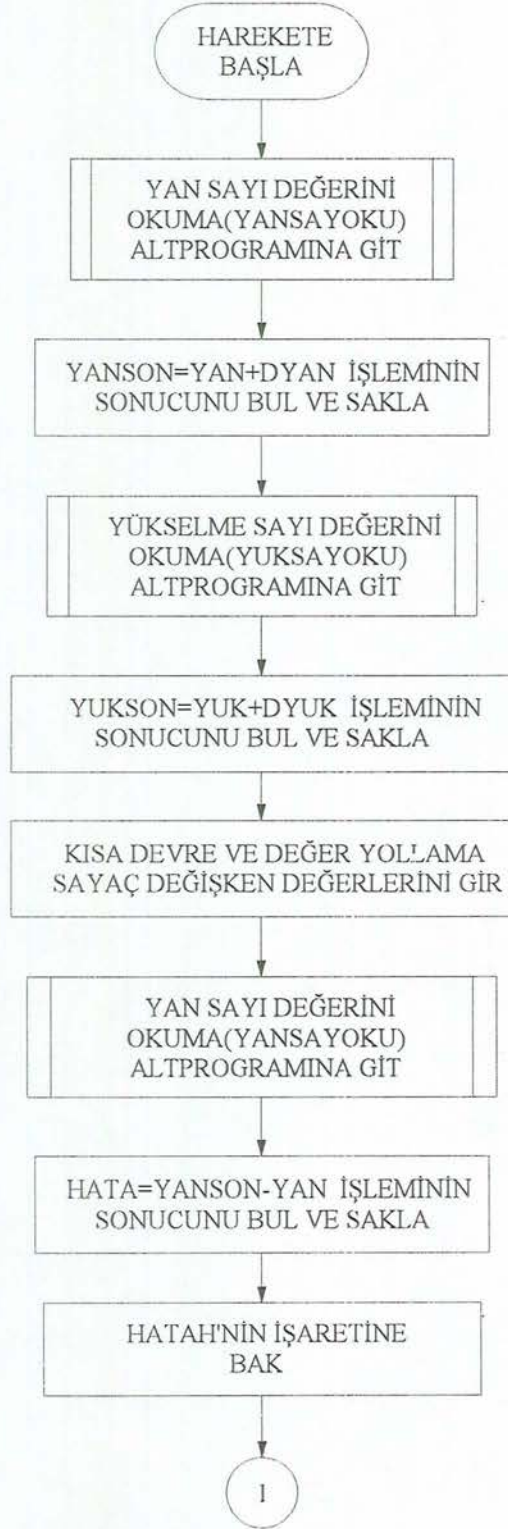 HAREKETE
BAŞLA
YAN SAYI DEĞERİNİ
OKUMA(YANSAYOKU)
ALTPROGRAMINA GİT
YANSON=YAN+DYAN İŞLEMİNİN
SONUCUNU BUL VE SAKLA
YÜKSELME SAYI DEĞERİNİ
OKUMA(YUKSAYOKU)
ALTPROGRAMINA GİT
YUKSON=YUK+DYUK İŞLEMİNİN
SONUCUNU BUL VE SAKLA
KISA DEVRE VE DEĞER YOLLAMA
SAYAÇ DEĞİŞKEN DEĞERLERİNİ GİR
YAN SAYI DEĞERİNİ
OKUMA(YANSAYOKU)
ALTPROGRAMINA GİT
HATA=YANSON-YAN İŞLEMİNİN
SONUCUNU BUL VE SAKLA
HATAH'NİN İŞARETİNE
BAK
1